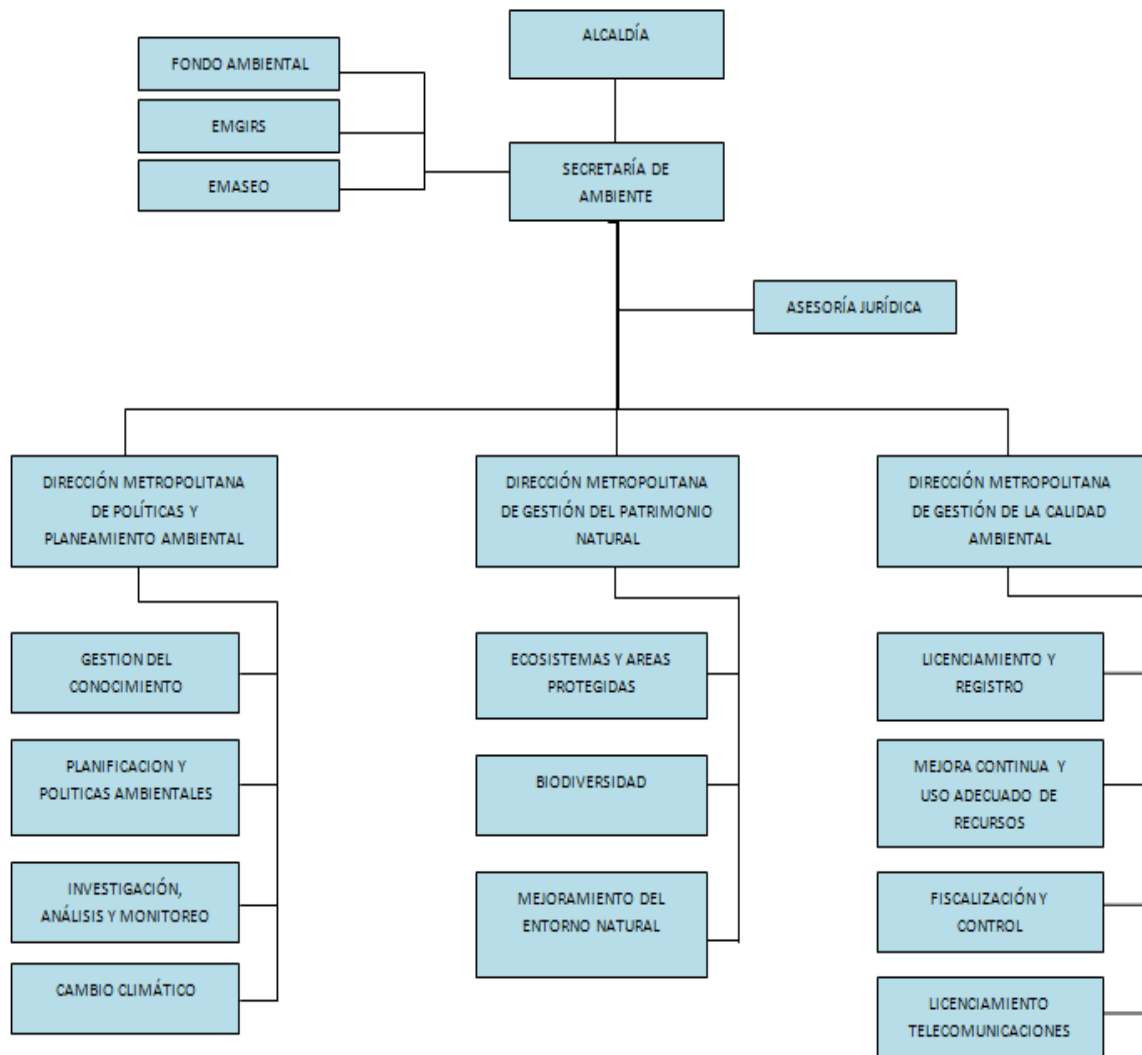 ALCALDÍA
FONDO AMBIENTAL
EMGIRS
EMASEO
SECRETARÍA DE
AMBIENTE
ASESORÍA JURÍDICA
DIRECCIÓN METROPOLITANA
DE POLÍTICAS Y
PLANEAMIENTO AMBIENTAL
GESTION DEL
CONOCIMIENTO
PLANIFICACION Y
POLITICAS AMBIENTALES
INVESTIGACIÓN,
ANÁLISIS Y MONITOREO
CAMBIO CLIMÁTICO
DIRECCIÓN METROPOLITANA
DE GESTIÓN DEL PATRIMONIO
NATURAL
ECOSISTEMAS Y AREAS
PROTEGIDAS
BIODIVERSIDAD
MEJORAMIENTO DEL
ENTORNO NATURAL
DIRECCIÓN METROPOLITANA
DE GESTIÓN DE LA CALIDAD
AMBIENTAL
LICENCIAMIENTO Y
REGISTRO
MEJORA CONTINUA Y
USO ADECUADO DE
RECURSOS
FISCALIZACIÓN Y
CONTROL
LICENCIAMIENTO
TELECOMUNICACIONES